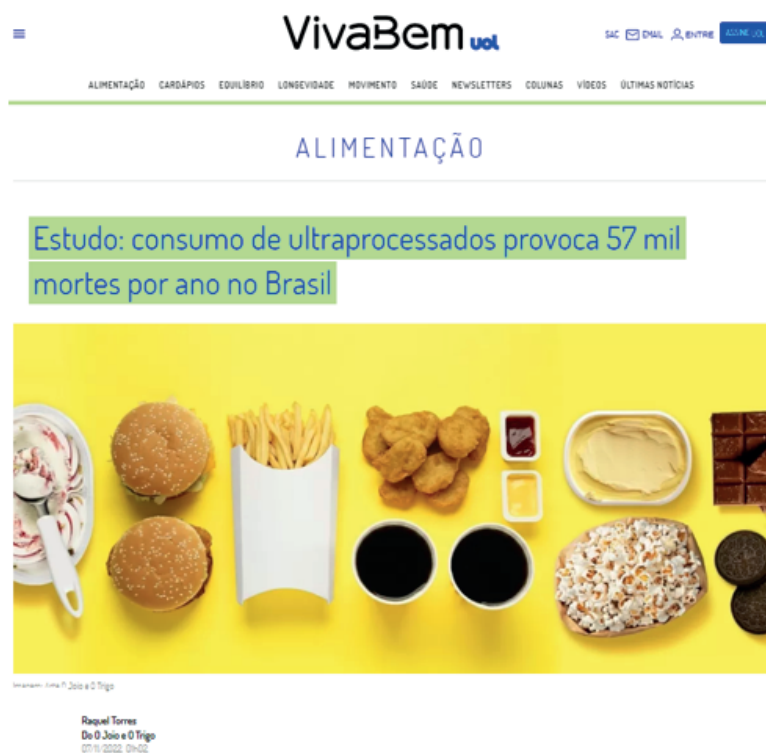 VivaBem uol
SAC EMAIL ENTRE ASSINE UOL
ALIMENTAÇÃO CARDÁPIOS EQUILÍBRIO LONGEVIDADE MOVIMENTO SAÚDE NEWSLETTERS COLUNAS VÍDEOS ÚLTIMAS NOTÍCIAS
ALIMENTAÇÃO
Estudo: consumo de ultraprocessados provoca 57 mil
mortes por ano no Brasil
Imagem: Arte O Joio e O Trigo
Raquel Torres
Do O Joio e O Trigo
07/11/2022 01h02